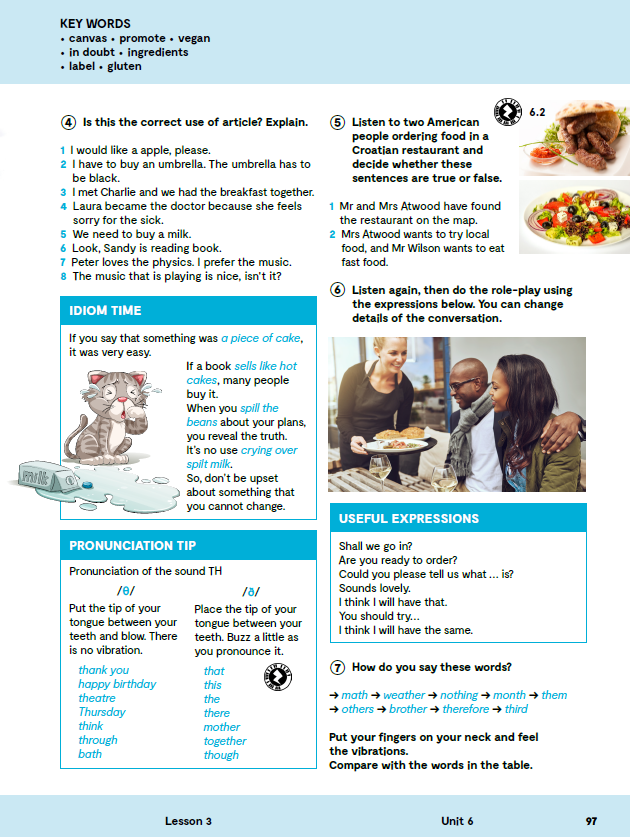 KEY WORDS
• canvas • promote • vegan
• in doubt • ingredients
• label • gluten
4 Is this the correct use of article? Explain.
1 I would like a apple, please.
2 I have to buy an umbrella. The umbrella has to
be black.
3 I met Charlie and we had the breakfast together.
4 Laura became the doctor because she feels
sorry for the sick.
5 We need to buy a milk.
6 Look, Sandy is reading book.
7 Peter loves the physics. I prefer the music.
8 The music that is playing is nice, isn't it?
IDIOM TIME
If you say that something was a piece of cake,
it was very easy.
If a book sells like hot
cakes, many people
buy it.
When you spill the
beans about your plans,
you reveal the truth.
It's no use crying over
spilt milk.
So, don't be upset
about something that
you cannot change.
milk
PRONUNCIATION TIP
Pronunciation of the sound TH
/θ/
Put the tip of your
tongue between your
teeth and blow. There
is no vibration.
thank you
happy birthday
theatre
Thursday
think
through
bath
/ð/
Place the tip of your
tongue between your
teeth. Buzz a little as
you pronounce it.
that
this
the
there
mother
together
though
5 Listen to two American
people ordering food in a
Croatian restaurant and
decide whether these
sentences are true or false.
6.2
1 Mr and Mrs Atwood have found
the restaurant on the map.
2 Mrs Atwood wants to try local
food, and Mr Wilson wants to eat
fast food.
6 Listen again, then do the role-play using
the expressions below. You can change
details of the conversation.
USEFUL EXPRESSIONS
Shall we go in?
Are you ready to order?
Could you please tell us what ... is?
Sounds lovely.
I think I will have that.
You should try...
I think I will have the same.
7 How do you say these words?
→ math → weather → nothing → month → them
→ others → brother → therefore → third
Put your fingers on your neck and feel
the vibrations.
Compare with the words in the table.
Lesson 3
Unit 6
97